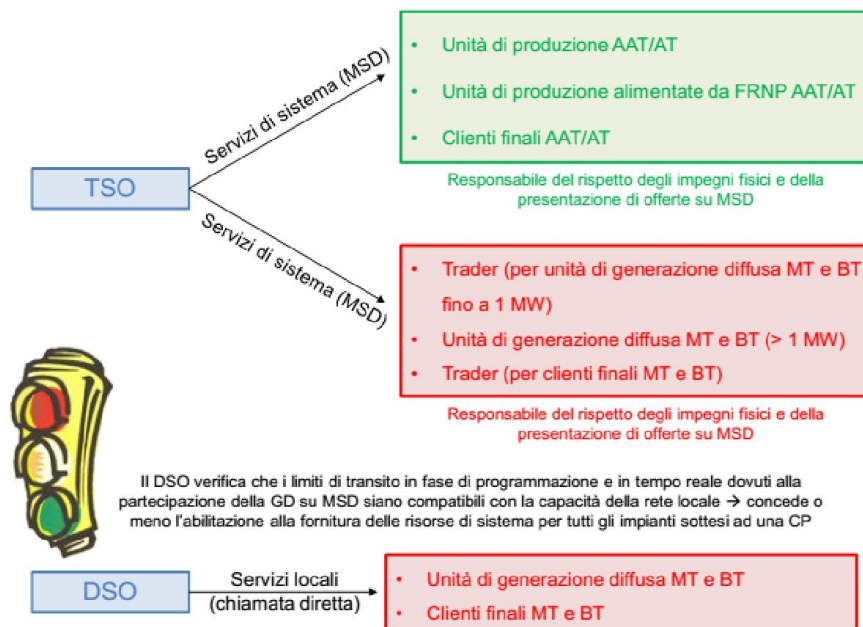 • Unità di produzione AAT/AT
• Unità di produzione alimentate da FRNP AAT/AT
• Clienti finali AAT/AT
Servizi di sistema (MSD)
Responsabile del rispetto degli impegni fisici e della
presentazione di offerte su MSD
TSO
Servizi di sistema (MSD)
• Trader (per unità di generazione diffusa MT e BT
fino a 1 MW)
• Unità di generazione diffusa MT e BT (> 1 MW)
• Trader (per clienti finali MT e BT)
Responsabile del rispetto degli impegni fisici e della
presentazione di offerte su MSD
Il DSO verifica che i limiti di transito in fase di programmazione e in tempo reale dovuti alla
partecipazione della GD su MSD siano compatibili con la capacità della rete locale → concede o
meno l'abilitazione alla fornitura delle risorse di sistema per tutti gli impianti sottesi ad una CP
DSO
Servizi locali
(chiamata diretta)
• Unità di generazione diffusa MT e BT
• Clienti finali MT e BT